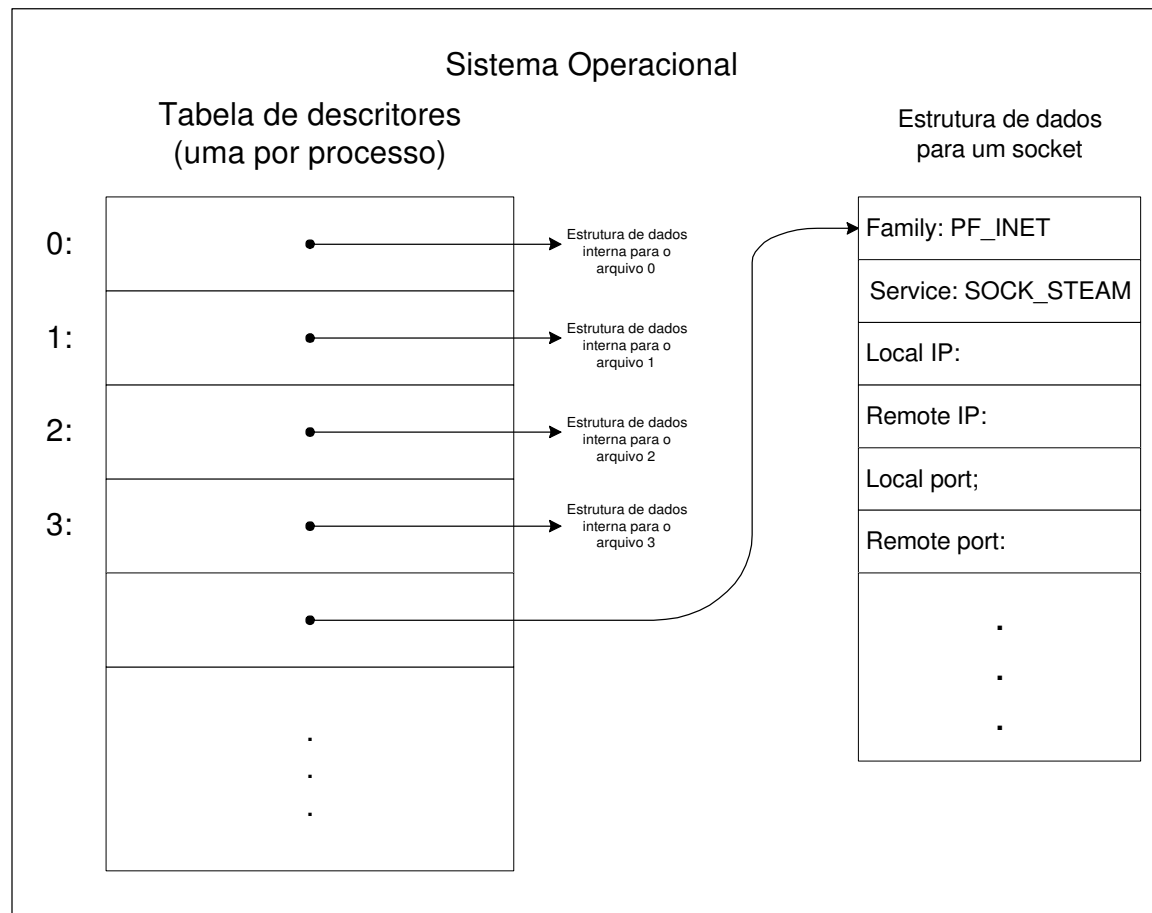 Sistema Operacional
Tabela de descritores
(uma por processo)
Estrutura de dados
para um socket
0:
Estrutura de dados
interna para o
arquivo 0
1:
Estrutura de dados
interna para o
arquivo 1
2:
Estrutura de dados
interna para o
arquivo 2
3:
Estrutura de dados
interna para o
arquivo 3
Family: PF_INET
Service: SOCK_STEAM
Local IP:
Remote IP:
Local port;
Remote port: